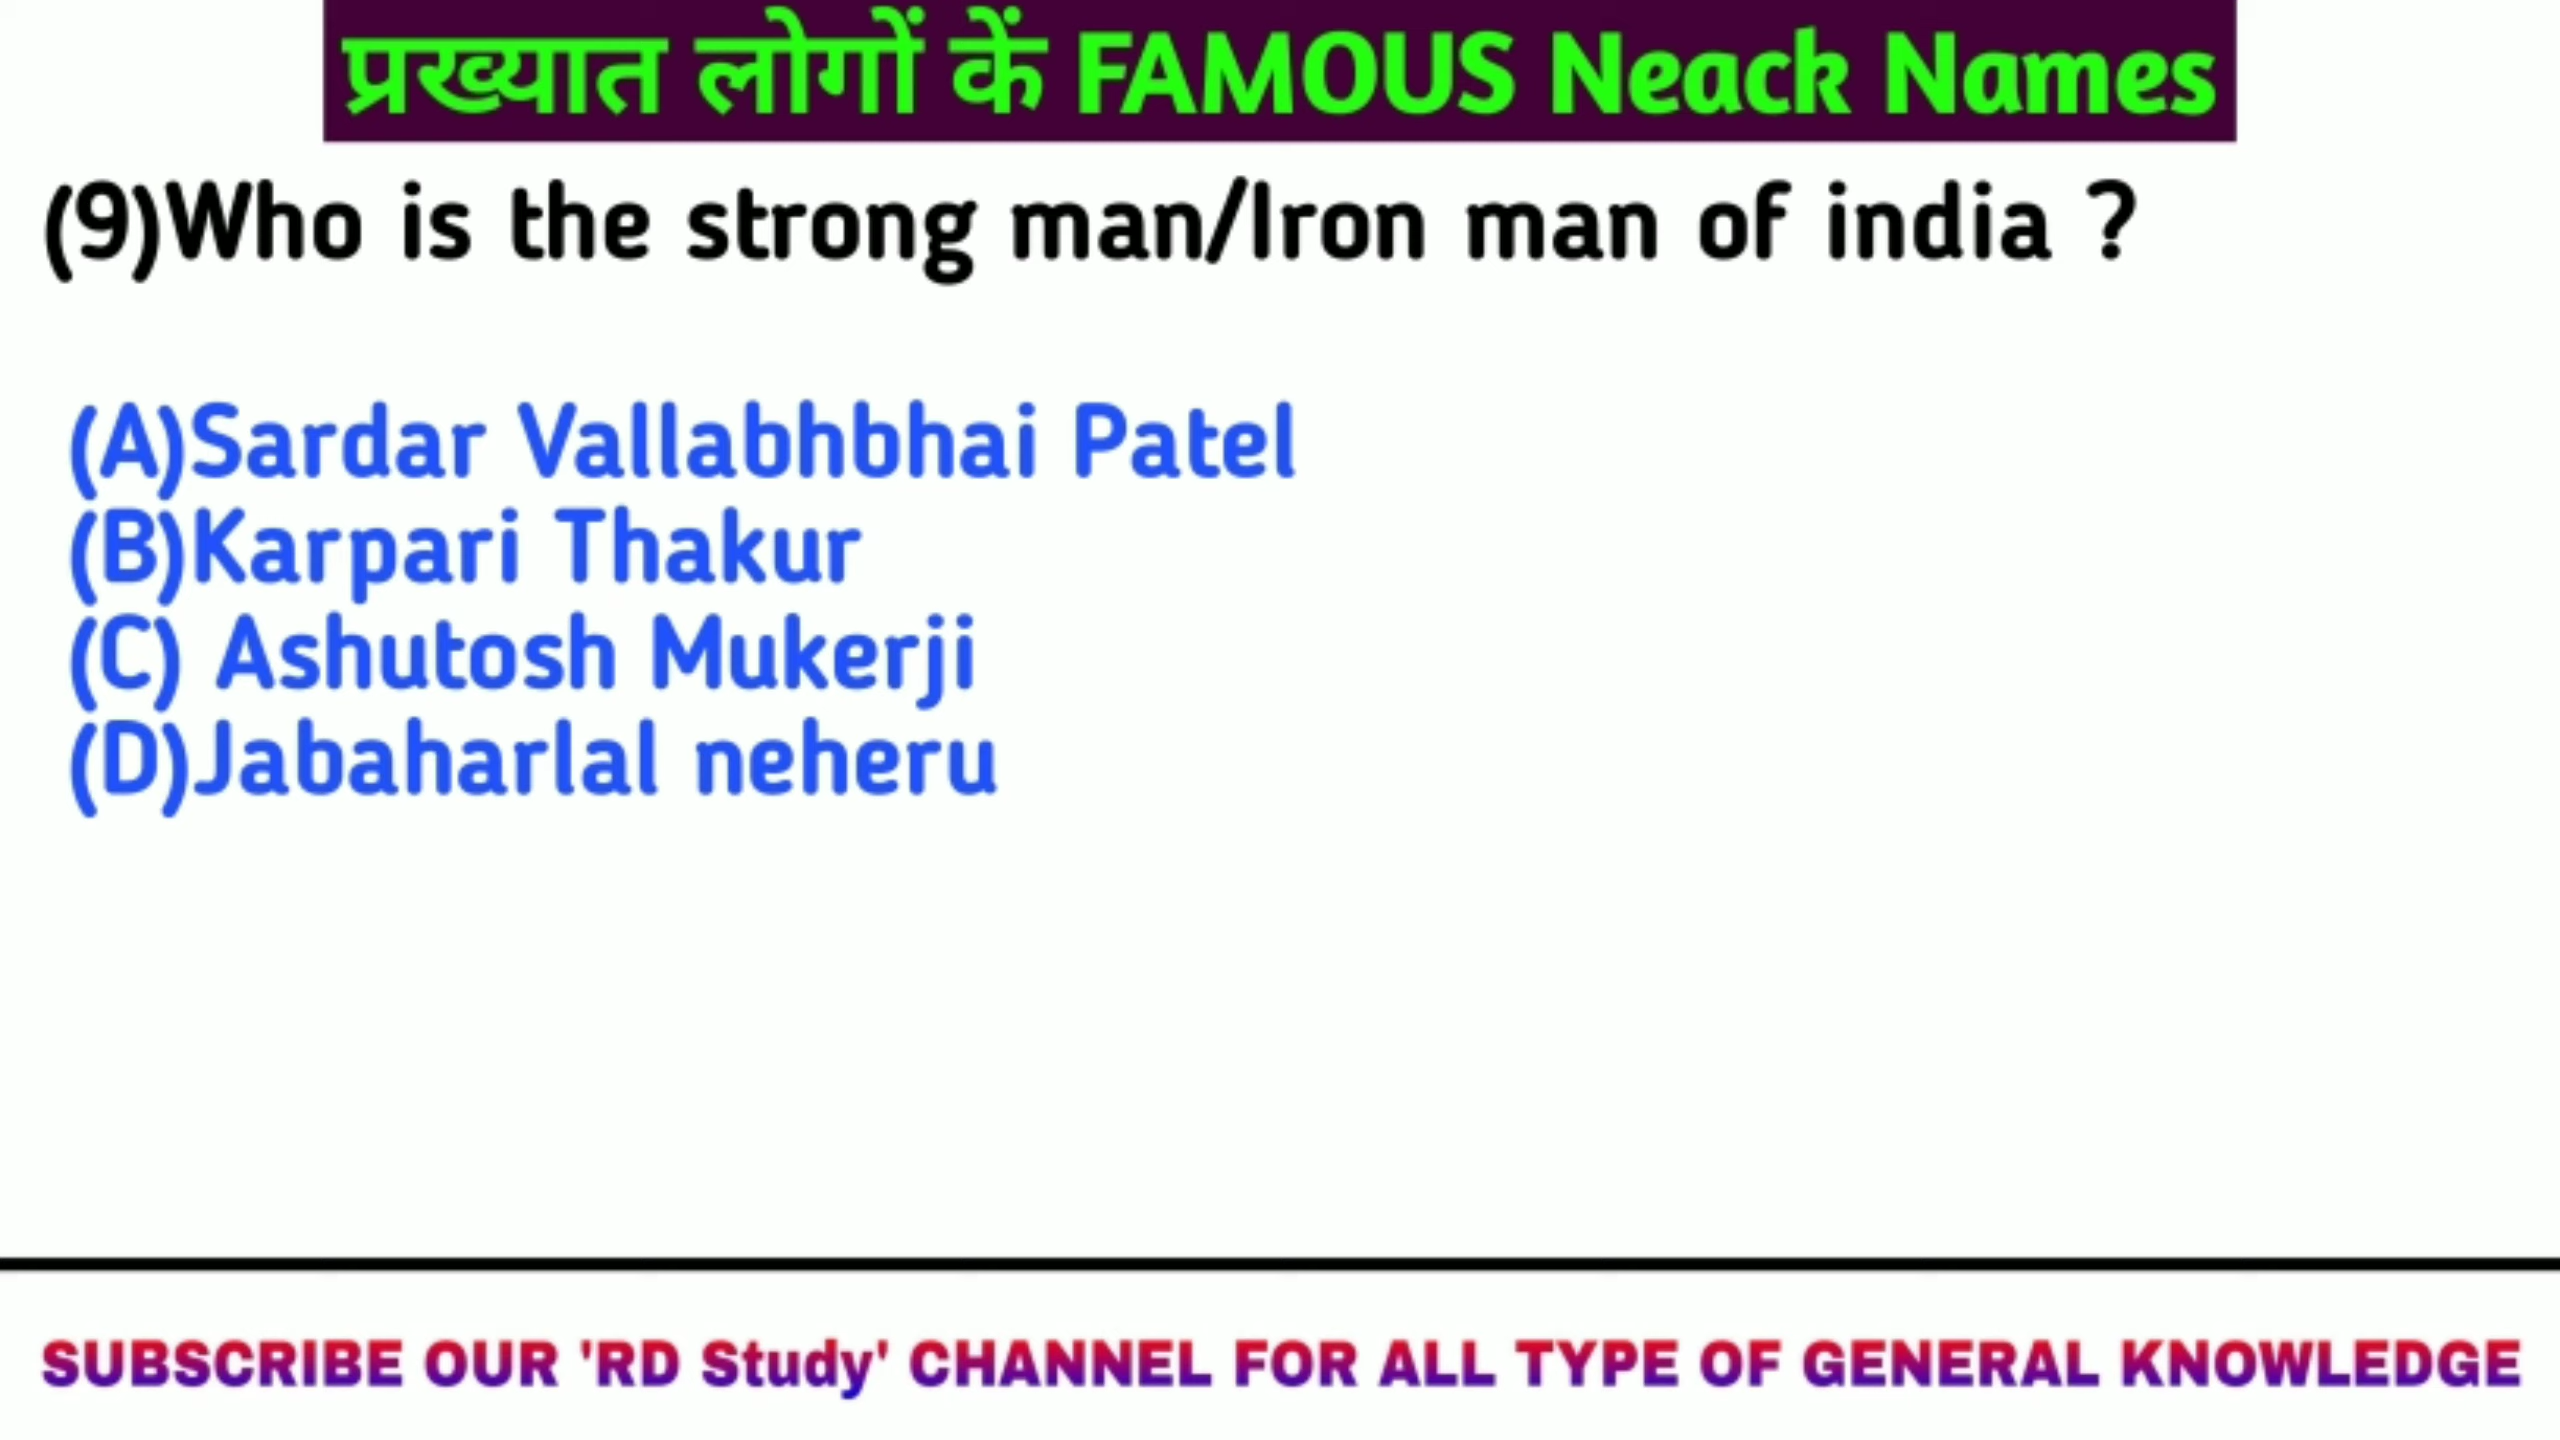 प्रख्यात लोगों कें FAMOUS Neack Names
(9)Who is the strong man/Iron man of india ?
(A)Sardar Vallabhbhai Patel
(B)Karpari Thakur
(C) Ashutosh Mukerji
(D)Jabaharlal neheru
SUBSCRIBE OUR 'RD Study' CHANNEL FOR ALL TYPE OF GENERAL KNOWLEDGE